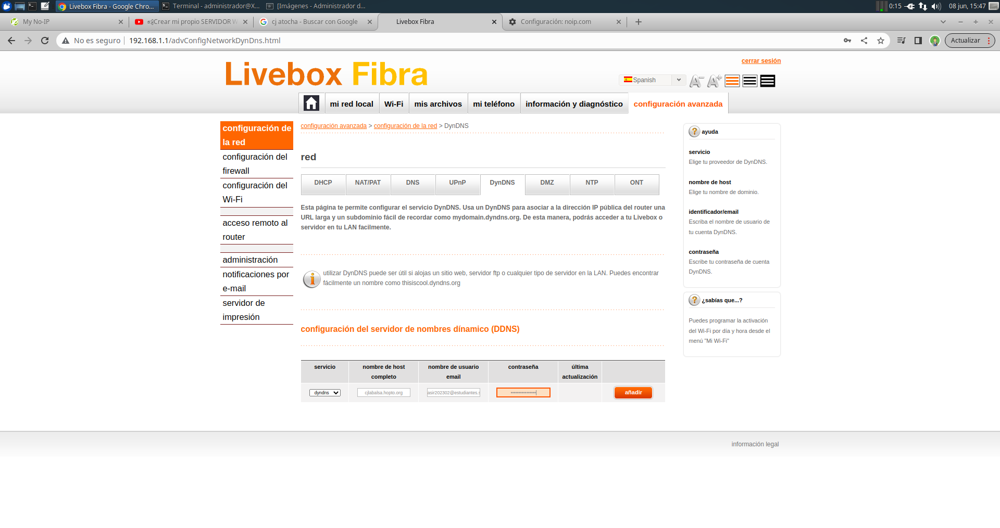 Livebox Fibra - Google Chro...
Terminal - administrador@X...
[Imágenes - Administrador d...
0:15
08 jun, 15:47
My No-IP
Crear mi propio SERVIDOR W
cj atocha - Buscar con Google
Livebox Fibra
Configuración: noip.com
No es seguro
192.168.1.1/advConfigNetworkDynDns.html
Actualizar
cerrar sesión
Livebox Fibra
Spanish
A-
A+
mi red local
Wi-Fi
mis archivos
mi teléfono
información y diagnóstico
configuración avanzada
configuración de
la red
configuración del
firewall
configuración del
Wi-Fi
acceso remoto al
router
administración
notificaciones por
e-mail
servidor de
impresión
configuración avanzada > configuración de la red > DynDNS
red
DHCP
NAT/PAT
DNS
UPnP
DynDNS
DMZ
NTP
ONT
Esta página te permite configurar el servicio DynDNS. Usa un DynDNS para asociar a la dirección IP pública del router una
URL larga y un subdominio fácil de recordar como mydomain.dyndns.org. De esta manera, podrás acceder a tu Livebox o
servidor en tu LAN facilmente.
utilizar DynDNS puede ser útil si alojas un sitio web, servidor ftp o cualquier tipo de servidor en la LAN. Puedes encontrar
fácilmente un nombre como thisiscool.dyndns.org
configuración del servidor de nombres dínamico (DDNS)
servicio
nombre de host
completo
nombre de usuario
email
contraseña
última
actualización
dyndns
cjlabalsa.hopto.org
asir202302@estudiantes.s
añadir
ayuda
servicio
Elige tu proveedor de DynDNS.
nombre de host
Elige tu nombre de dominio.
identificador/email
Escriba el nombre de usuario de
tu cuenta DynDNS.
contraseña
Escribe tu contraseña de cuenta
DynDNS.
¿sabías que...?
Puedes programar la activación
del Wi-Fi por día y hora desde el
menú "Mi Wi-Fi"
información legal